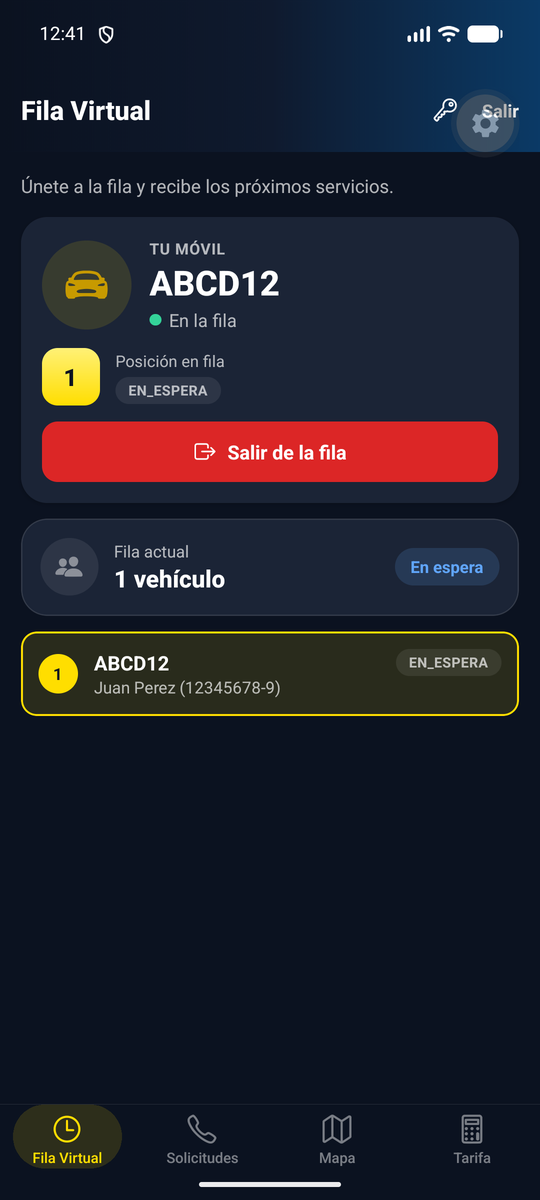 12:41
Fila Virtual
Salir
Únete a la fila y recibe los próximos servicios.
TU MÓVIL
ABCD12
En la fila
1
Posición en fila
EN_ESPERA
Salir de la fila
Fila actual
1 vehículo
En espera
1
ABCD12
EN_ESPERA
Juan Perez (12345678-9)
Fila Virtual
Solicitudes
Mapa
Tarifa